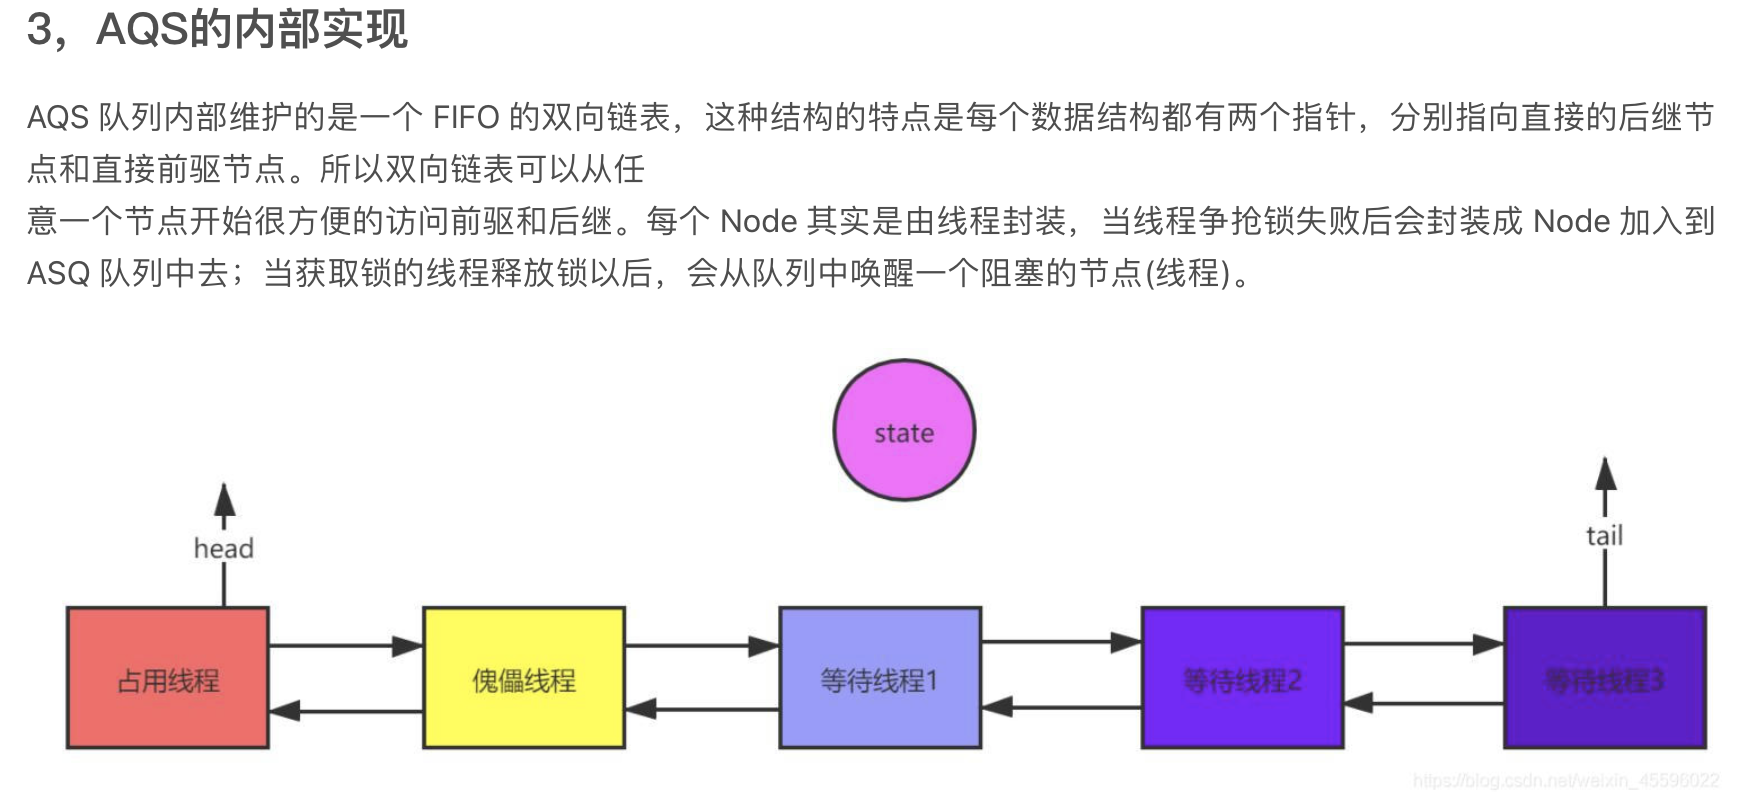 3，AQS的内部实现
AQS 队列内部维护的是一个 FIFO 的双向链表，这种结构的特点是每个数据结构都有两个指针，分别指向直接的后继节
点和直接前驱节点。所以双向链表可以从任
意一个节点开始很方便的访问前驱和后继。每个 Node 其实是由线程封装，当线程争抢锁失败后会封装成 Node 加入到
ASQ 队列中去；当获取锁的线程释放锁以后，会从队列中唤醒一个阻塞的节点(线程)。
state
head
tail
占用线程
傀儡线程
等待线程1
等待线程2
等待线程3
https://blog.csdn.net/weixin_45596022